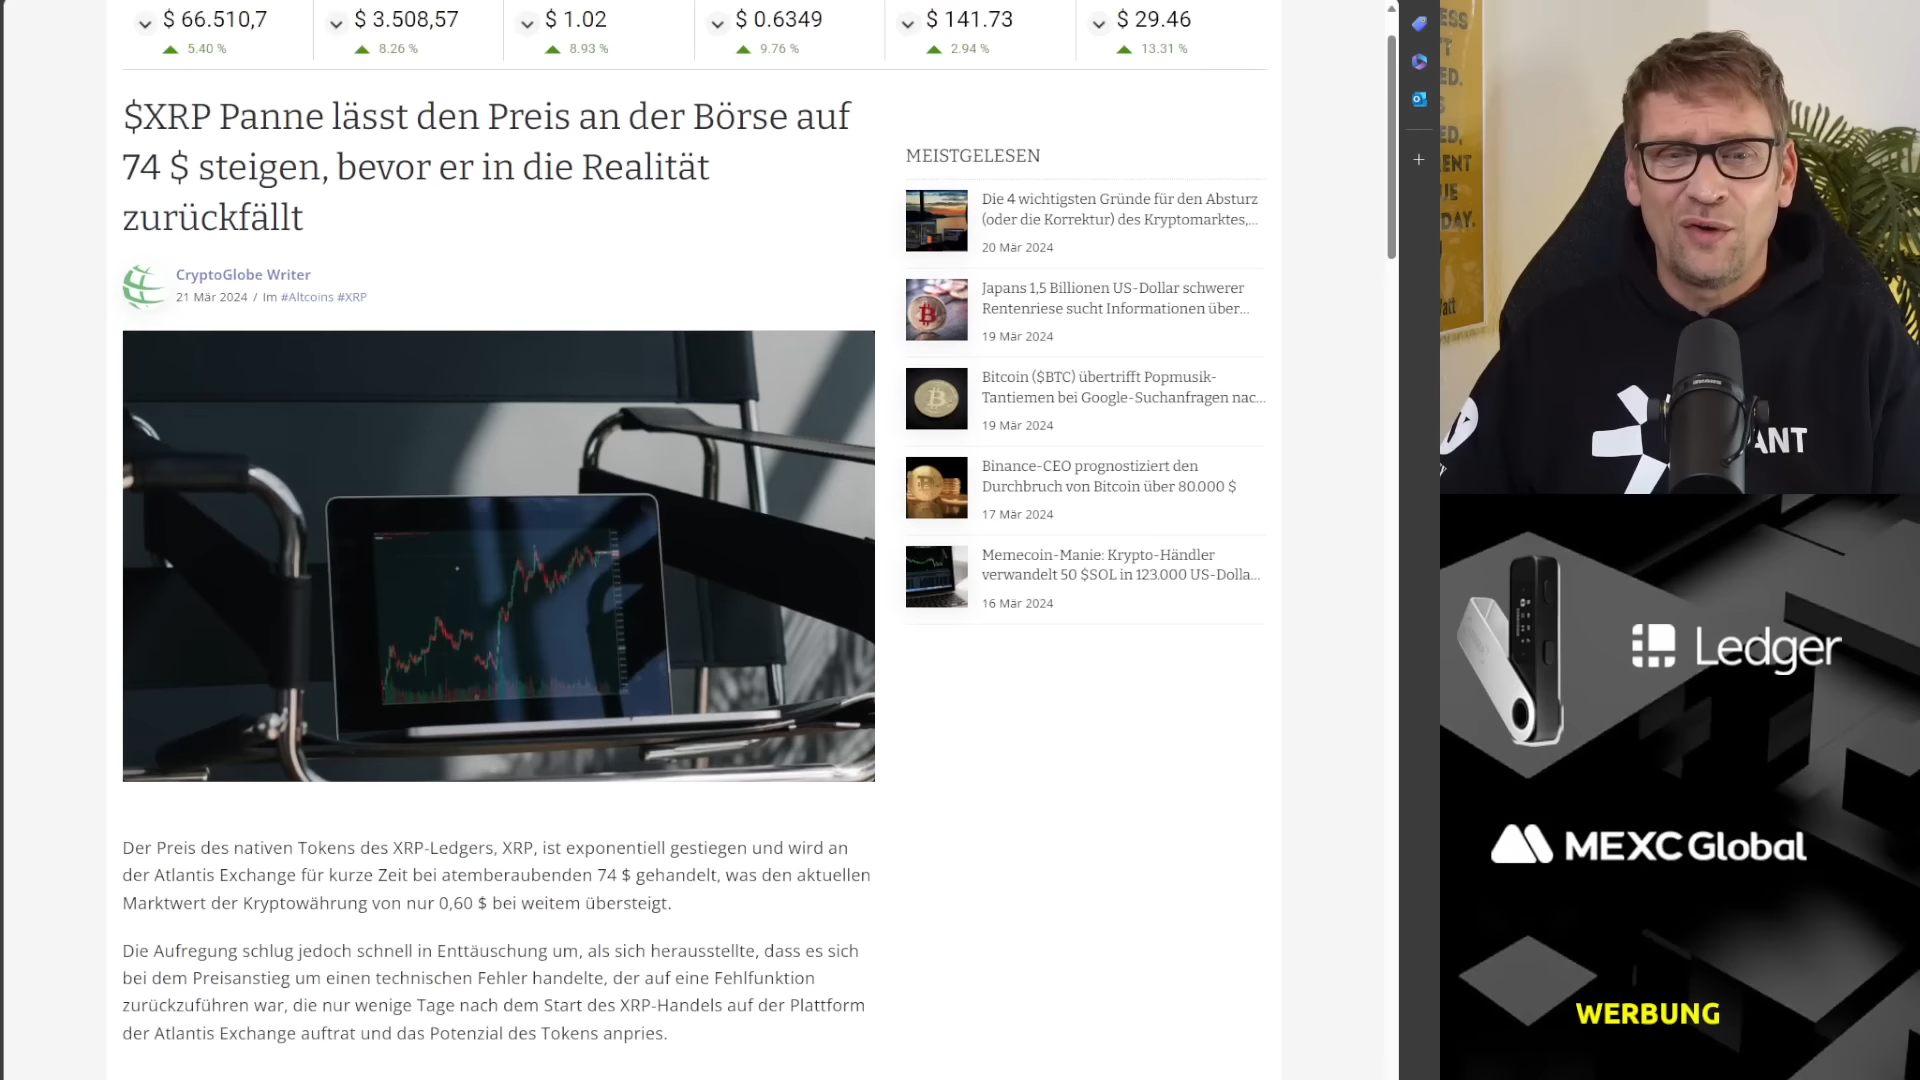 $ 66.510,7
5.40 %
$ 3.508,57
8.26 %
$ 1.02
8.93 %
$ 0.6349
9.76 %
$ 141.73
2.94 %
$ 29.46
13.31 %
$XRP Panne lässt den Preis an der Börse auf
74 $ steigen, bevor er in die Realität
zurückfällt
CryptoGlobe Writer
21 Mär 2024 / Im #Altcoins #XRP
Der Preis des nativen Tokens des XRP-Ledgers, XRP, ist exponentiell gestiegen und wird an
der Atlantis Exchange für kurze Zeit bei atemberaubenden 74 $ gehandelt, was den aktuellen
Marktwert der Kryptowährung von nur 0,60 $ bei weitem übersteigt.
Die Aufregung schlug jedoch schnell in Enttäuschung um, als sich herausstellte, dass es sich
bei dem Preisanstieg um einen technischen Fehler handelte, der auf eine Fehlfunktion
zurückzuführen war, die nur wenige Tage nach dem Start des XRP-Handels auf der Plattform
der Atlantis Exchange auftrat und das Potenzial des Tokens anpries.
MEISTGELESEN
Die 4 wichtigsten Gründe für den Absturz
(oder die Korrektur) des Kryptomarktes,...
20 Mär 2024
Japans 1,5 Billionen US-Dollar schwerer
Rentenriese sucht Informationen über...
19 Mär 2024
Bitcoin ($BTC) übertrifft Popmusik-
Tantiemen bei Google-Suchanfragen nac...
19 Mär 2024
Binance-CEO prognostiziert den
Durchbruch von Bitcoin über 80.000 $
17 Mär 2024
Memecoin-Manie: Krypto-Händler
verwandelt 50 $SOL in 123.000 US-Dolla...
16 Mär 2024
ESS
T
ED.
S
ED,
ENT
UE
DAY.
att
ANT
Ledger
MEXC Global
WERBUNG